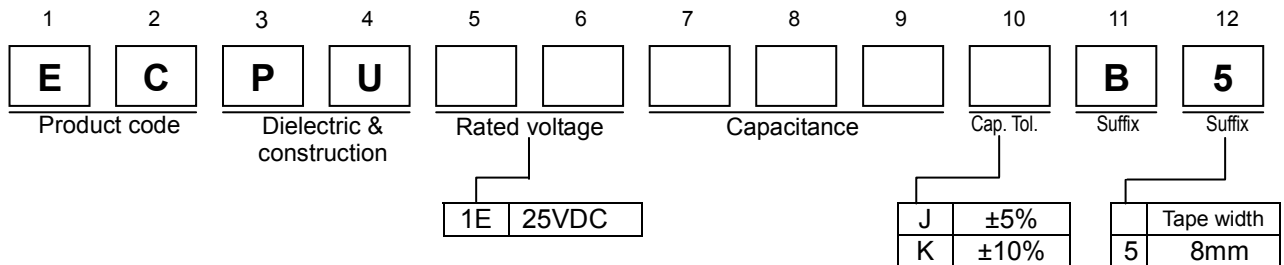 1 2 3 4 5 6 7 8 9 10 11 12
E C P U B 5
Product code Dielectric & construction Rated voltage Capacitance Cap. Tol. Suffix Suffix
1E 25VDC
J ±5%
K ±10%
Tape width
5 8mm